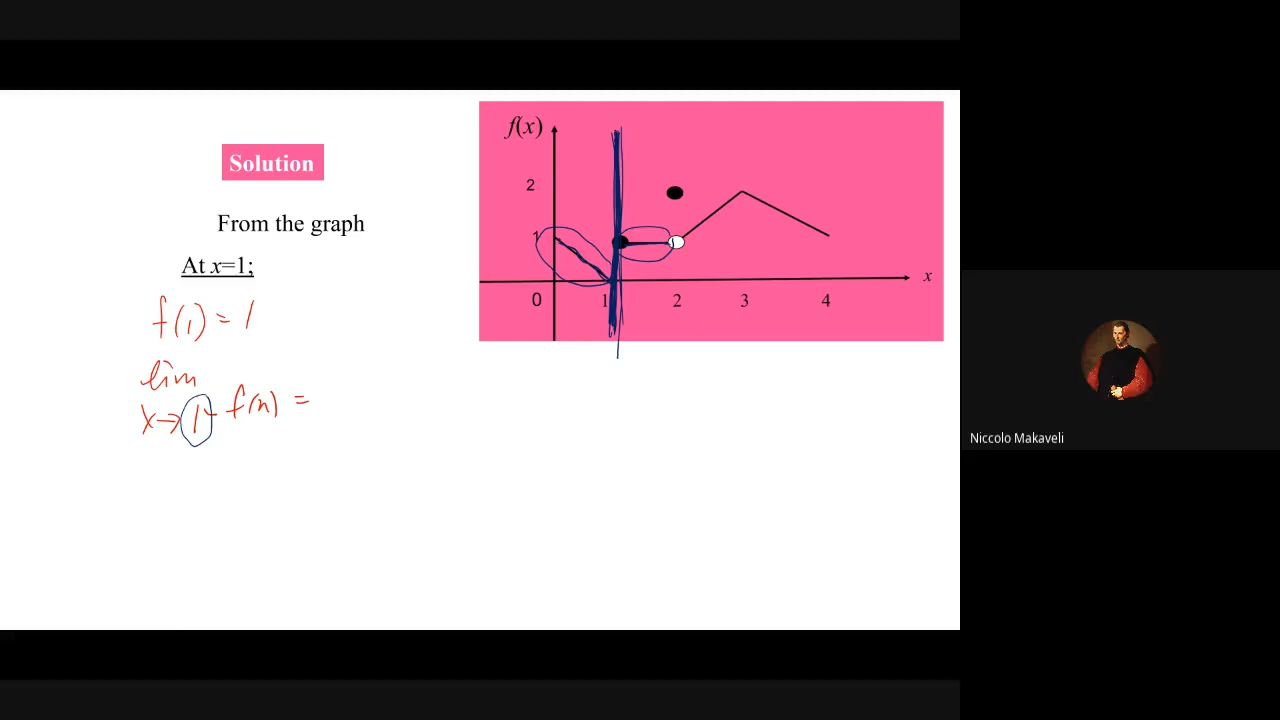 Solution
From the graph
At x=1;
f(1) = 1
lim
x→1⁻ f(x) =
f(x)
2
1
0 1 2 3 4
x
Niccolo Makaveli